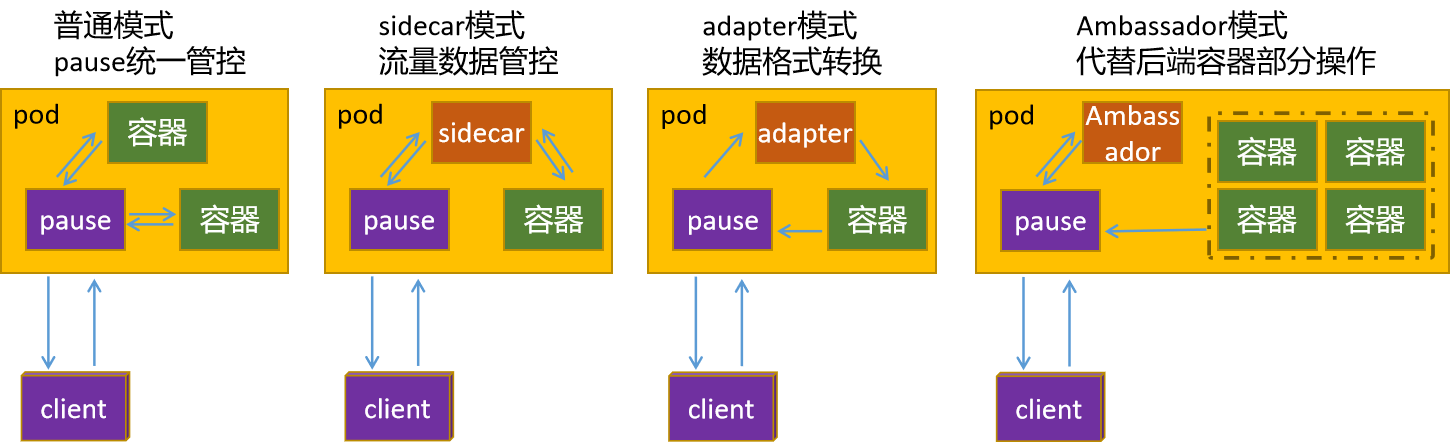 普通模式
pause统一管控
pod
容器
pause
容器
client
sidecar模式
流量数据管控
pod
sidecar
pause
容器
client
adapter模式
数据格式转换
pod
adapter
pause
容器
client
Ambassador模式
代替后端容器部分操作
pod
Ambass
ador
容器
容器
pause
容器
容器
client